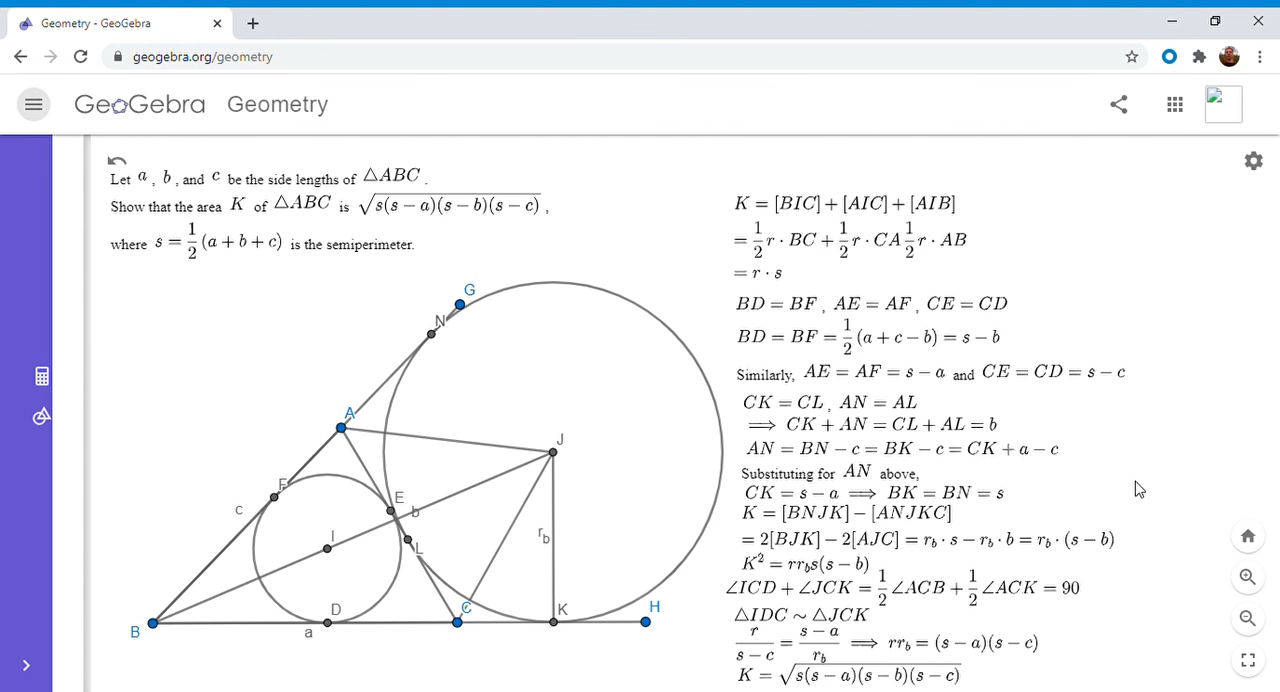 Geometry - GeoGebra
geogebra.org/geometry
GeoGebra Geometry
Let a , b , and c be the side lengths of △ABC .
Show that the area K of △ABC is √(s(s − a)(s − b)(s − c)) ,
where s = 1/2 (a + b + c) is the semiperimeter.
K = [BIC] + [AIC] + [AIB]
= 1/2 r · BC + 1/2 r · CA 1/2 r · AB
= r · s
BD = BF , AE = AF , CE = CD
BD = BF = 1/2 (a + c − b) = s − b
Similarly, AE = AF = s − a and CE = CD = s − c
CK = CL , AN = AL
⟹ CK + AN = CL + AL = b
AN = BN − c = BK − c = CK + a − c
Substituting for AN above,
CK = s − a ⟹ BK = BN = s
K = [BNJK] − [ANJKC]
= 2[BJK] − 2[AJC] = r_b · s − r_b · b = r_b · (s − b)
K² = rr_b s(s − b)
∠ICD + ∠JCK = 1/2 ∠ACB + 1/2 ∠ACK = 90
△IDC ∼ △JCK
r/(s − c) = (s − a)/r_b ⟹ rr_b = (s − a)(s − c)
K = √(s(s − a)(s − b)(s − c))
G
N
A
J
F
E
c
b
I
L
r_b
D
C
K
H
B
a